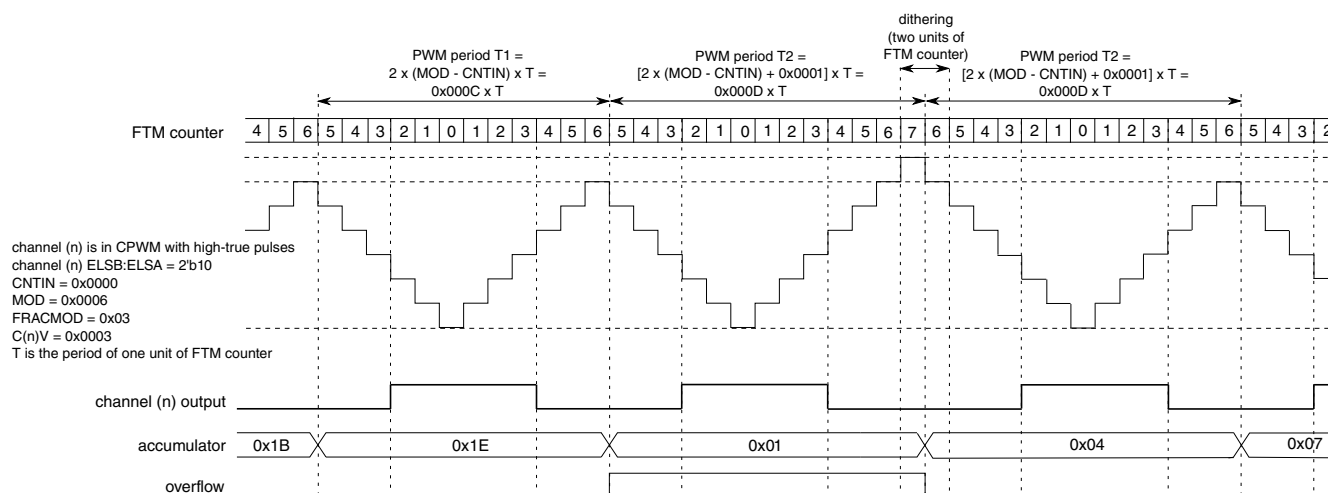 dithering
(two units of
FTM counter)
PWM period T1 =
2 x (MOD - CNTIN) x T =
0x000C x T
PWM period T2 =
[2 x (MOD - CNTIN) + 0x0001] x T =
0x000D x T
PWM period T2 =
[2 x (MOD - CNTIN) + 0x0001] x T =
0x000D x T
FTM counter
4 5 6 5 4 3 2 1 0 1 2 3 4 5 6 5 4 3 2 1 0 1 2 3 4 5 6 7 6 5 4 3 2 1 0 1 2 3 4 5 6 5 4 3 2
channel (n) is in CPWM with high-true pulses
channel (n) ELSB:ELSA = 2'b10
CNTIN = 0x0000
MOD = 0x0006
FRACMOD = 0x03
C(n)V = 0x0003
T is the period of one unit of FTM counter
channel (n) output
accumulator 0x1B 0x1E 0x01 0x04 0x07
overflow